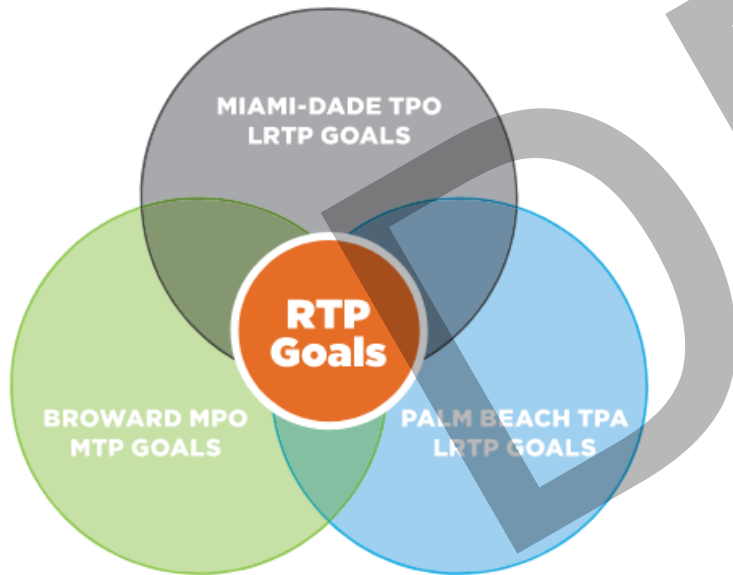 MIAMI-DADE TPO
LRTP GOALS
RTP
Goals
BROWARD MPO
MTP GOALS
PALM BEACH TPA
LRTP GOALS
D